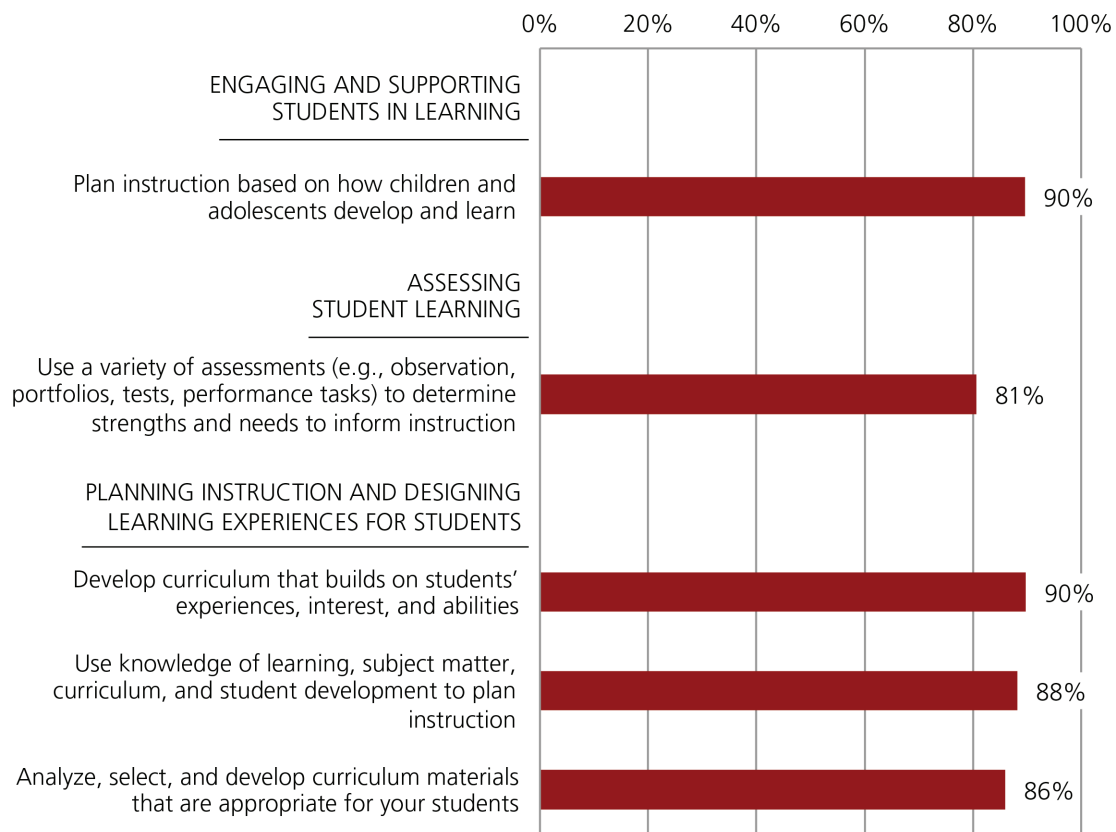 0% 20% 40% 60% 80% 100%
ENGAGING AND SUPPORTING
STUDENTS IN LEARNING
Plan instruction based on how children and
adolescents develop and learn
90%
ASSESSING
STUDENT LEARNING
Use a variety of assessments (e.g., observation,
portfolios, tests, performance tasks) to determine
strengths and needs to inform instruction
81%
PLANNING INSTRUCTION AND DESIGNING
LEARNING EXPERIENCES FOR STUDENTS
Develop curriculum that builds on students’
experiences, interest, and abilities
90%
Use knowledge of learning, subject matter,
curriculum, and student development to plan
instruction
88%
Analyze, select, and develop curriculum materials
that are appropriate for your students
86%